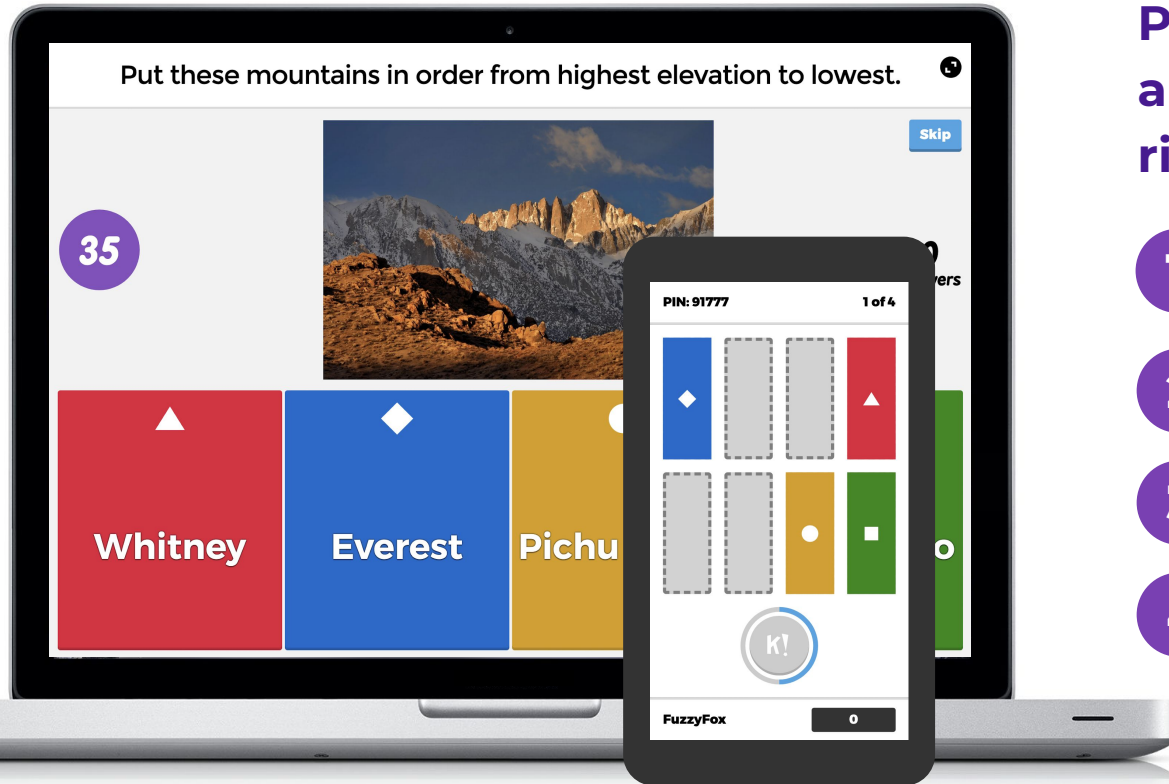 Put these mountains in order from highest elevation to lowest.
Skip
35
PIN: 91777
1 of 4
Whitney
Everest
Pichu
K!
FuzzyFox
0